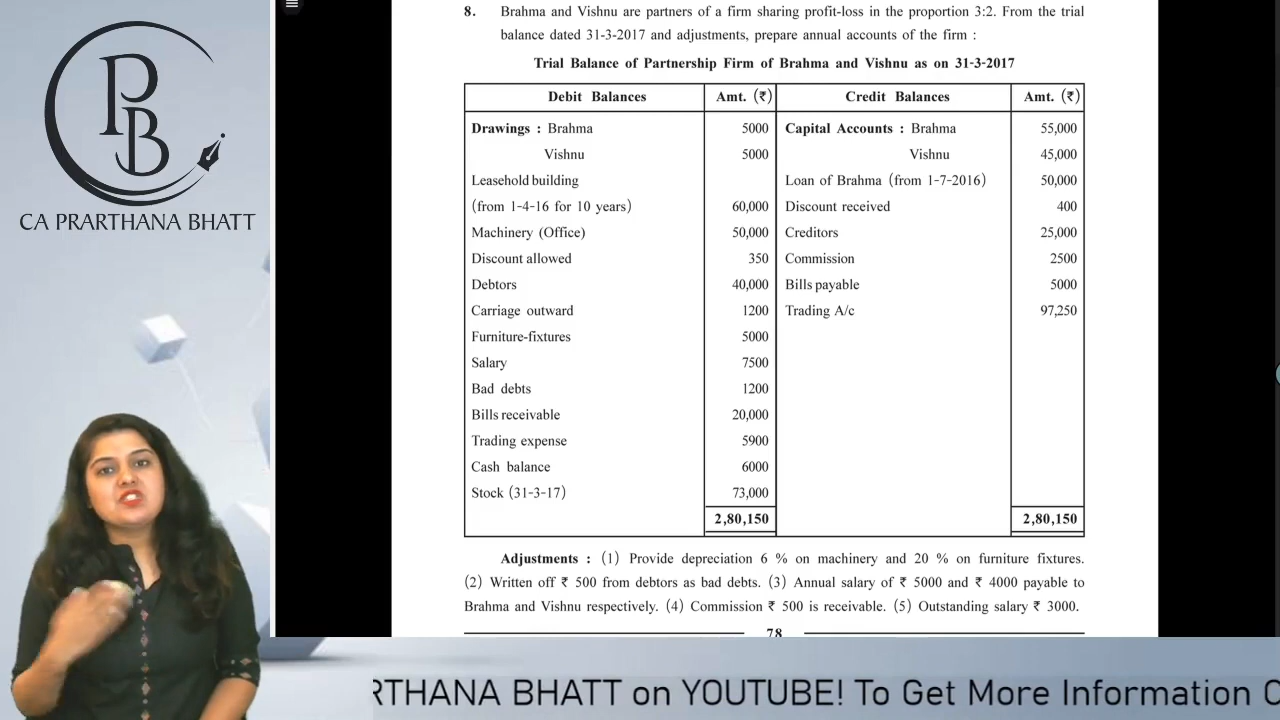 PB
CA PRARTHANA BHATT
8. Brahma and Vishnu are partners of a firm sharing profit-loss in the proportion 3:2. From the trial
balance dated 31-3-2017 and adjustments, prepare annual accounts of the firm :
Trial Balance of Partnership Firm of Brahma and Vishnu as on 31-3-2017
Debit Balances Amt. (₹) Credit Balances Amt. (₹)
Drawings : Brahma 5000 Capital Accounts : Brahma 55,000
Vishnu 5000 Vishnu 45,000
Leasehold building Loan of Brahma (from 1-7-2016) 50,000
(from 1-4-16 for 10 years) 60,000 Discount received 400
Machinery (Office) 50,000 Creditors 25,000
Discount allowed 350 Commission 2500
Debtors 40,000 Bills payable 5000
Carriage outward 1200 Trading A/c 97,250
Furniture-fixtures 5000
Salary 7500
Bad debts 1200
Bills receivable 20,000
Trading expense 5900
Cash balance 6000
Stock (31-3-17) 73,000
2,80,150 2,80,150
Adjustments : (1) Provide depreciation 6 % on machinery and 20 % on furniture fixtures.
(2) Written off ₹ 500 from debtors as bad debts. (3) Annual salary of ₹ 5000 and ₹ 4000 payable to
Brahma and Vishnu respectively. (4) Commission ₹ 500 is receivable. (5) Outstanding salary ₹ 3000.
78
RTHANA BHATT on YOUTUBE! To Get More Information